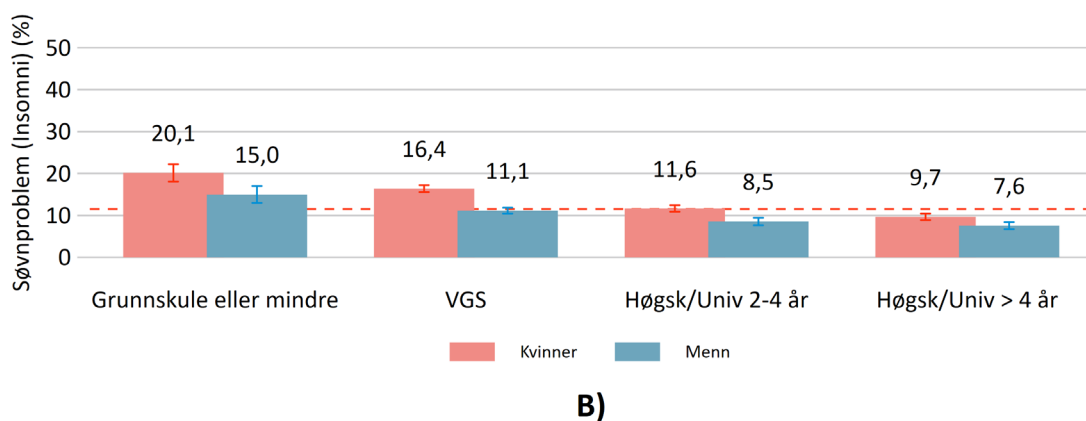 Søvnproblem (Insomni) (%)
50
40
30
20
10
0
20,1
15,0
16,4
11,1
11,6
8,5
9,7
7,6
Grunnskule eller mindre
VGS
Høgsk/Univ 2-4 år
Høgsk/Univ > 4 år
Kvinner
Menn
B)